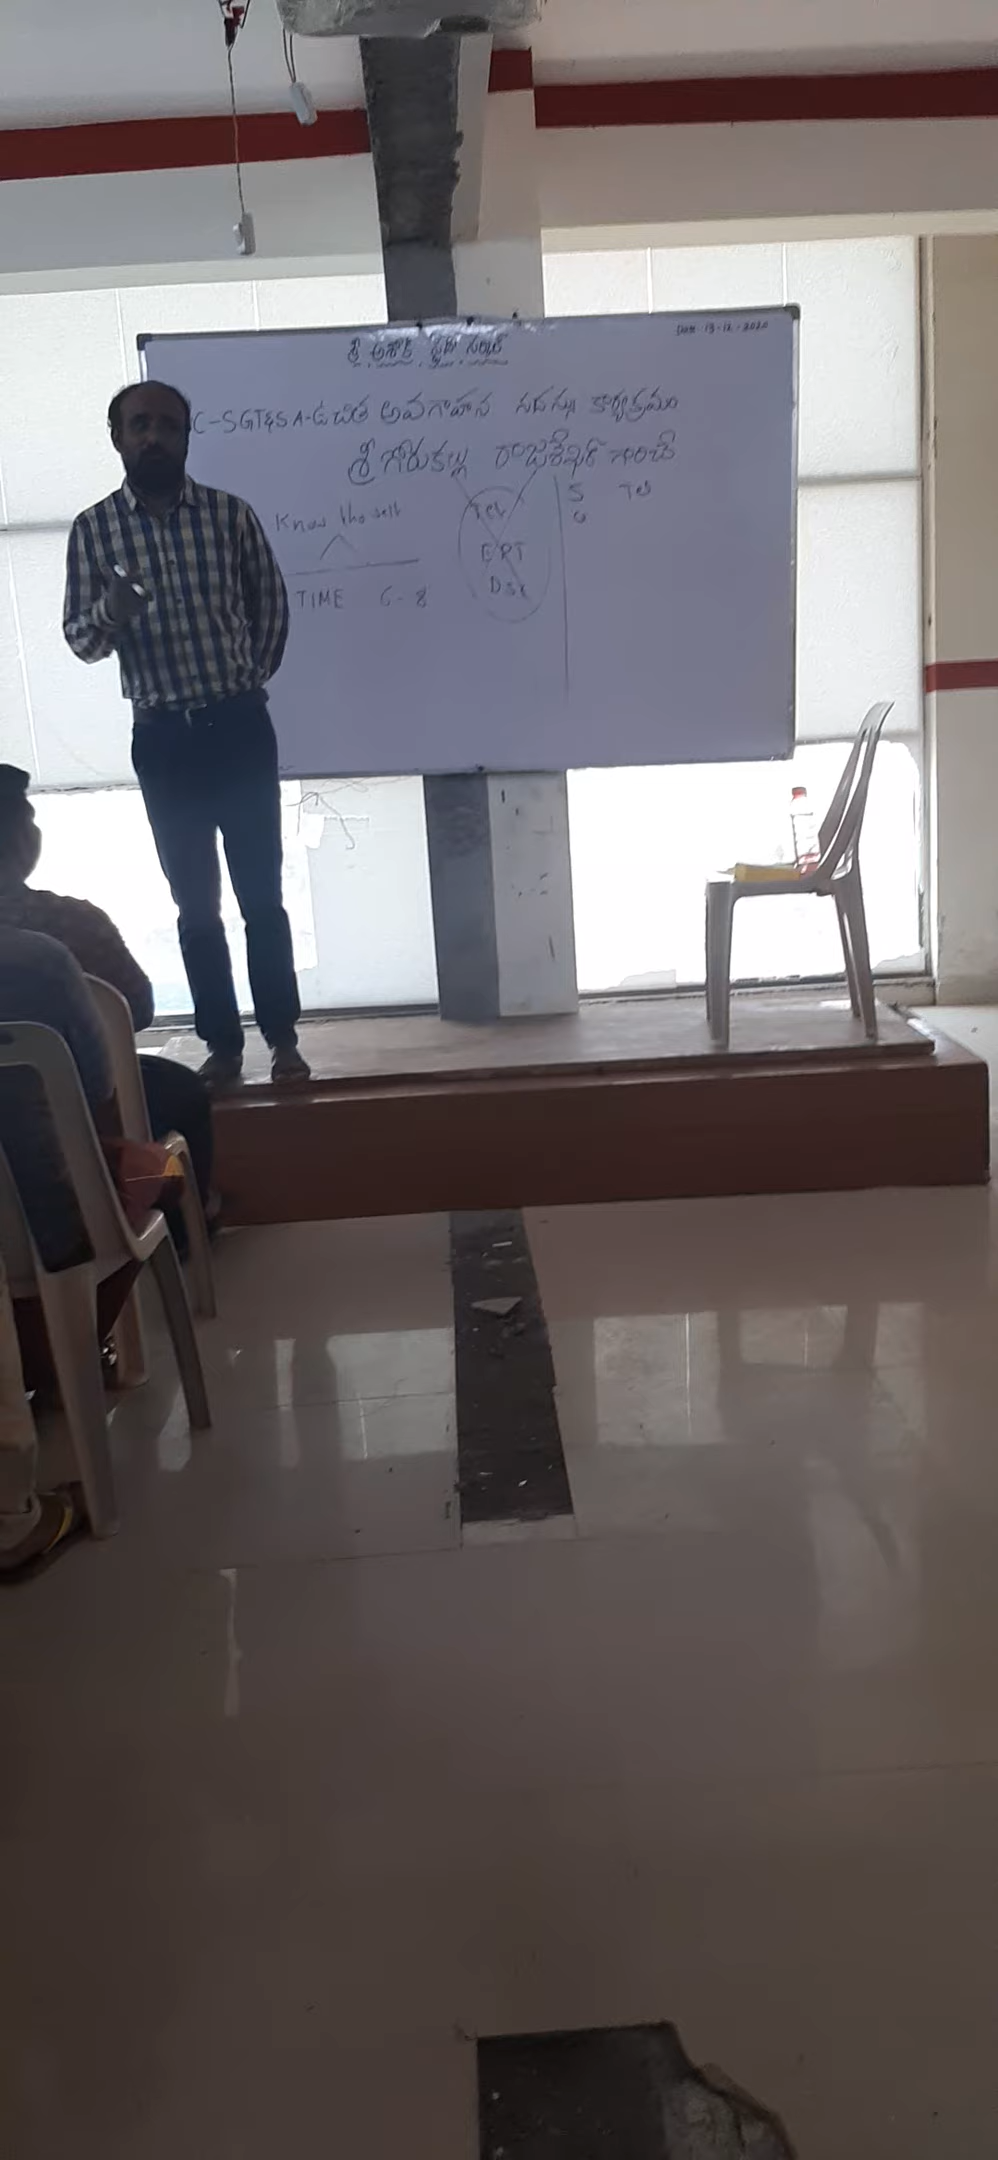 Date 13-12-2020
శ్రీ అశోక్ స్టడీ సర్కిల్
C-SGT&SA-ఉచిత అవగాహన సదస్సు కార్యక్రమం
శ్రీ గోరుకల్లు రాజశేఖర్ గారిచే
Know the self
TIME 6-8
Tet
DSC
S